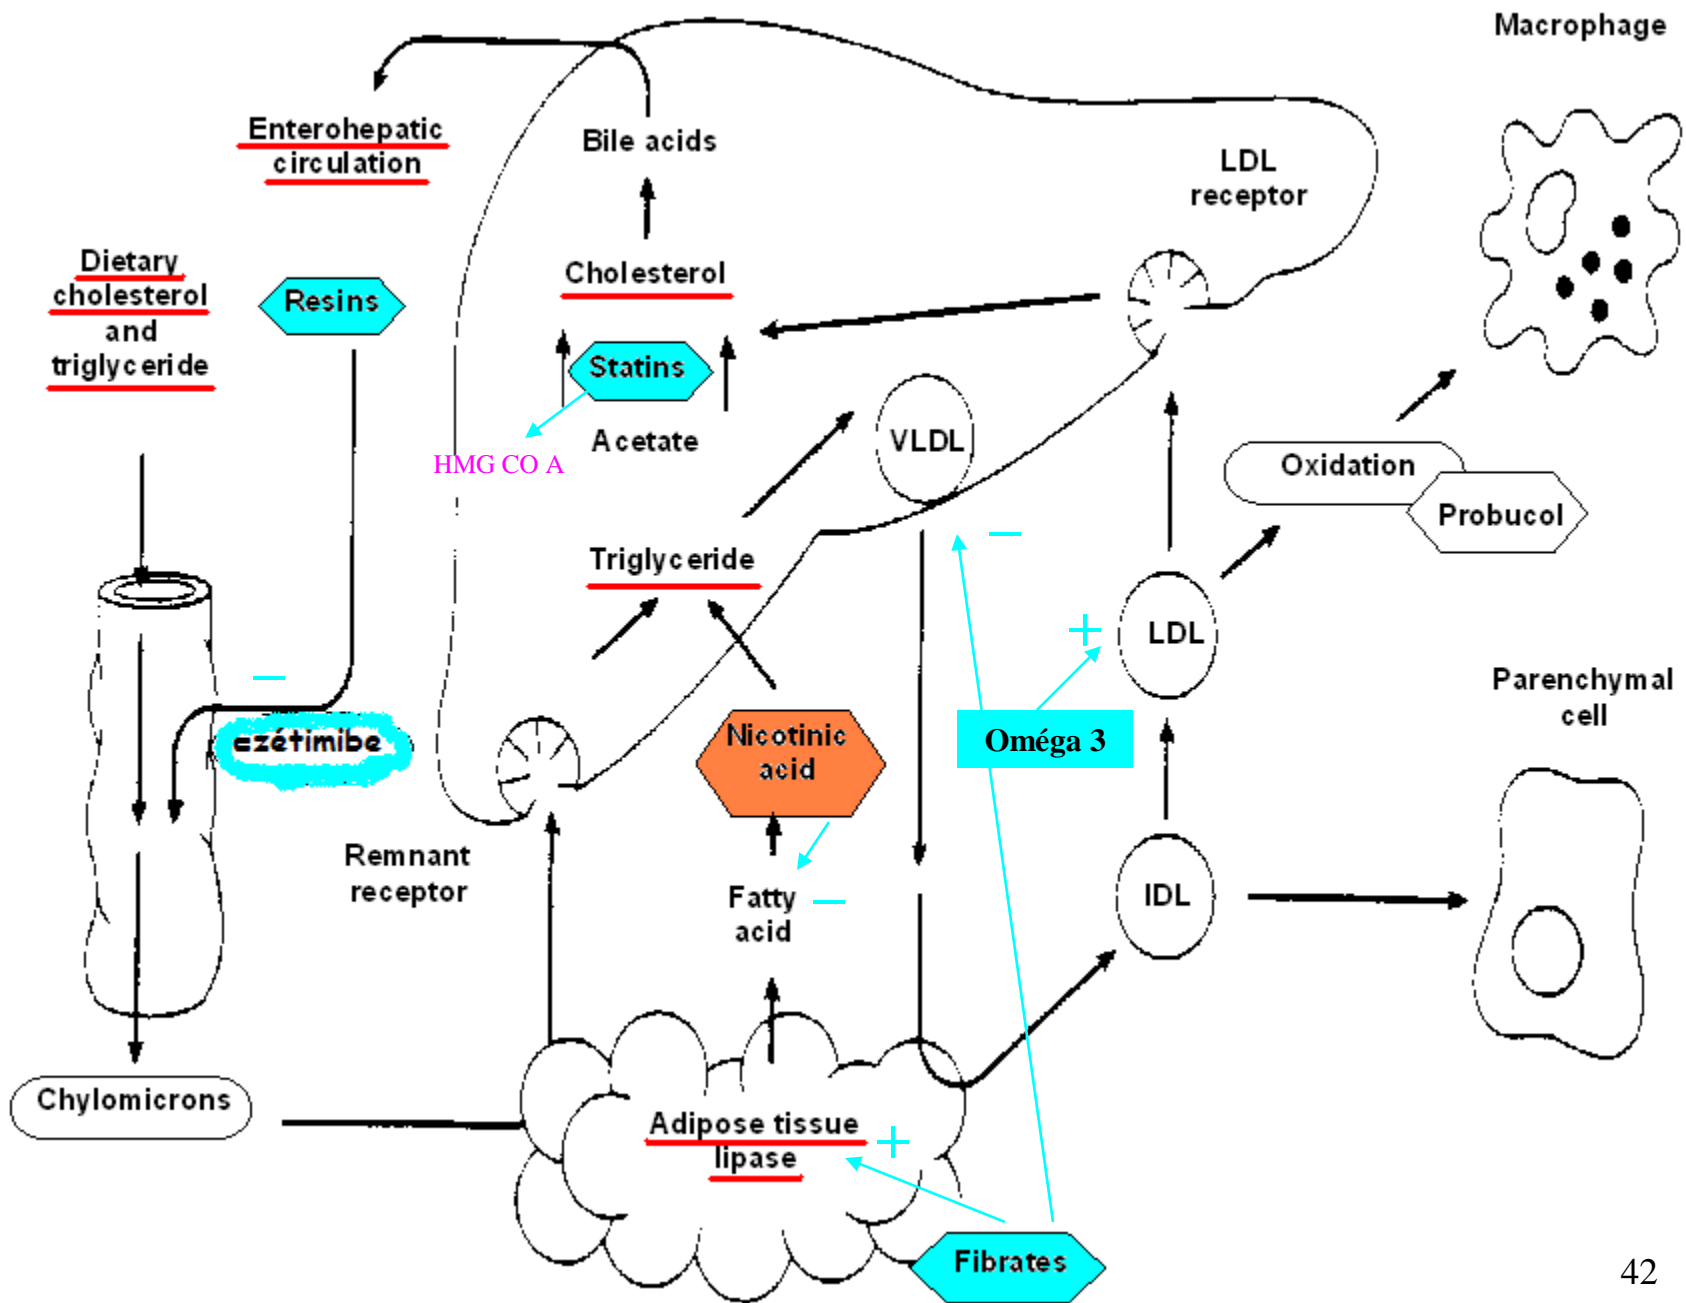 Macrophage
Enterohepatic
circulation
Bile acids
LDL
receptor
Dietary
cholesterol
and
triglyceride
Resins
Cholesterol
Statins
Acetate
HMG CO A
VLDL
Oxidation
Probucol
Triglyceride
LDL
Parenchymal
cell
ezétimibe
Nicotinic
acid
Oméga 3
Remnant
receptor
Fatty
acid
IDL
Chylomicrons
Adipose tissue
lipase
Fibrates
42